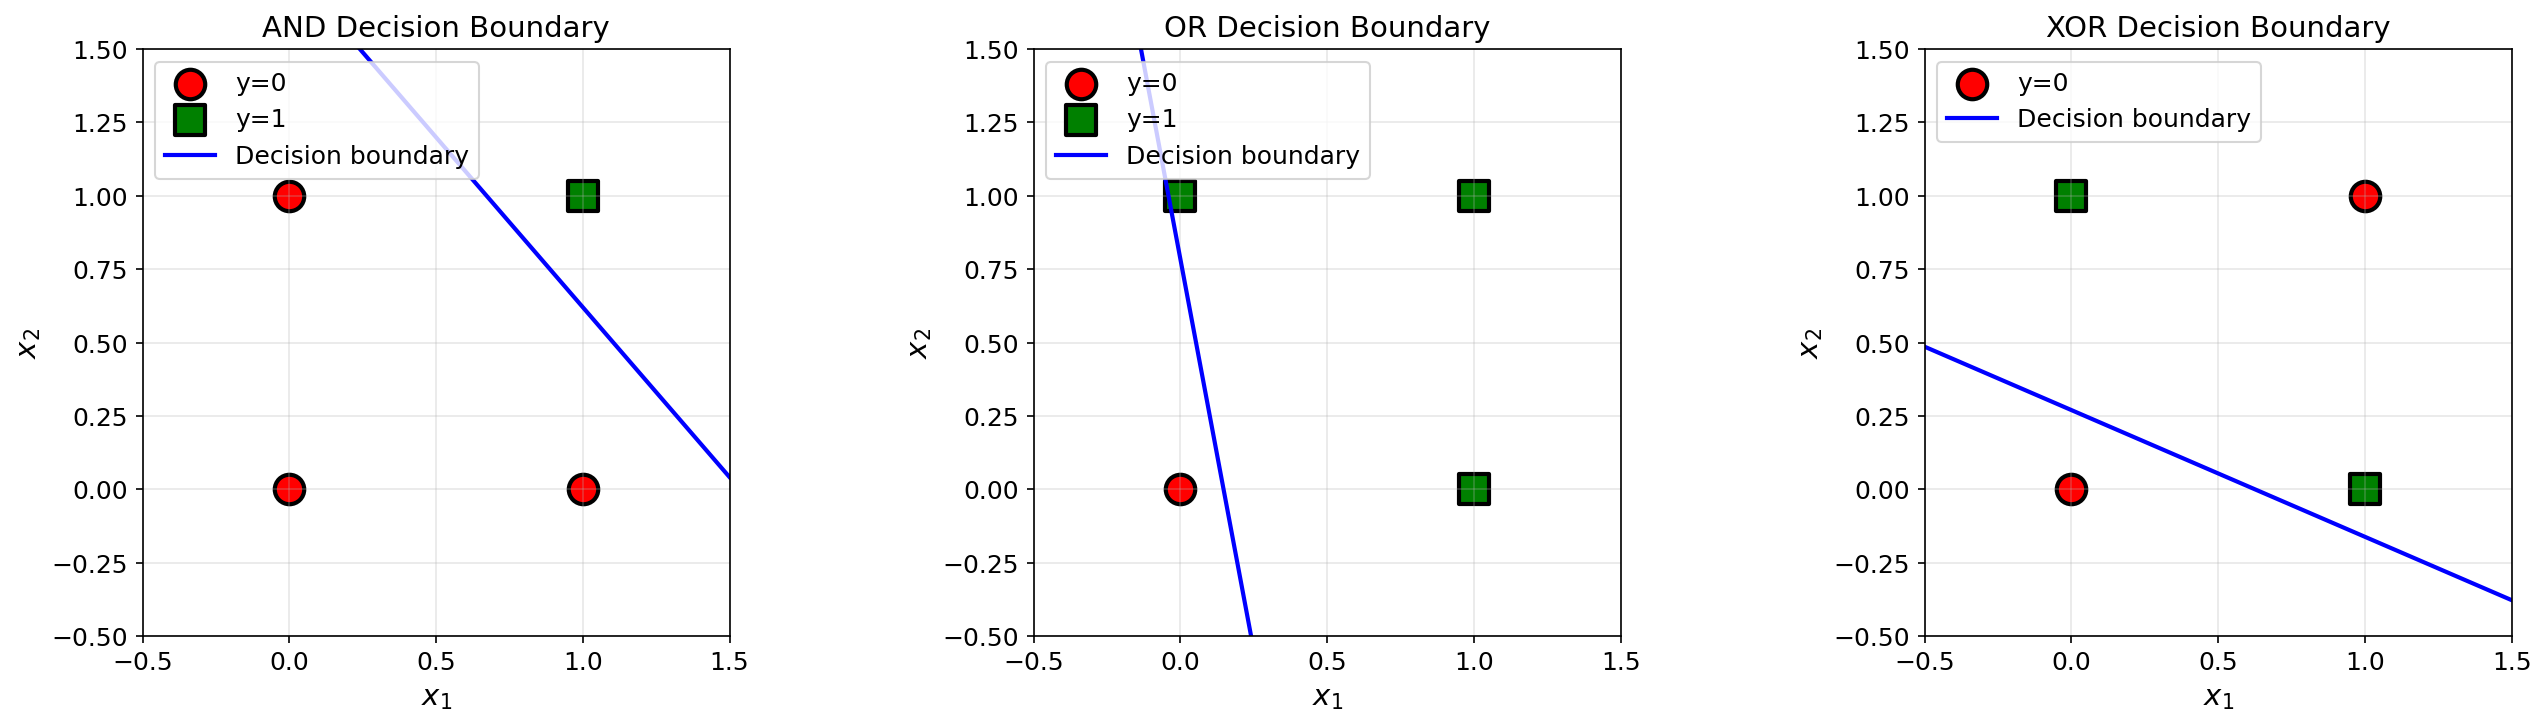 AND Decision Boundary
y=0
y=1
Decision boundary
1.50
1.25
1.00
0.75
0.50
0.25
0.00
−0.25
−0.50
x₂
−0.5 0.0 0.5 1.0 1.5
x₁
OR Decision Boundary
y=0
y=1
Decision boundary
1.50
1.25
1.00
0.75
0.50
0.25
0.00
−0.25
−0.50
x₂
−0.5 0.0 0.5 1.0 1.5
x₁
XOR Decision Boundary
y=0
Decision boundary
1.50
1.25
1.00
0.75
0.50
0.25
0.00
−0.25
−0.50
x₂
−0.5 0.0 0.5 1.0 1.5
x₁